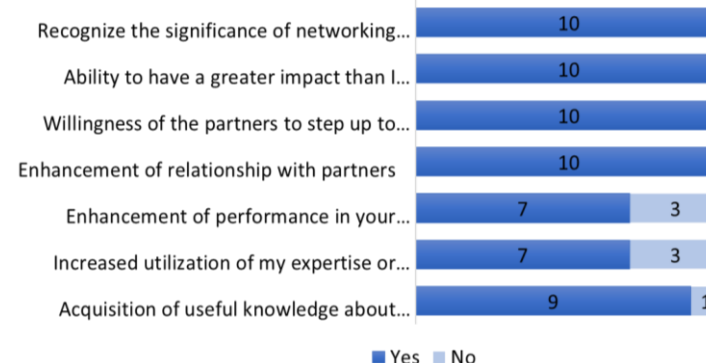 Recognize the significance of networking... 10
Ability to have a greater impact than I... 10
Willingness of the partners to step up to... 10
Enhancement of relationship with partners 10
Enhancement of performance in your... 7 3
Increased utilization of my expertise or... 7 3
Acquisition of useful knowledge about... 9 1
Yes No